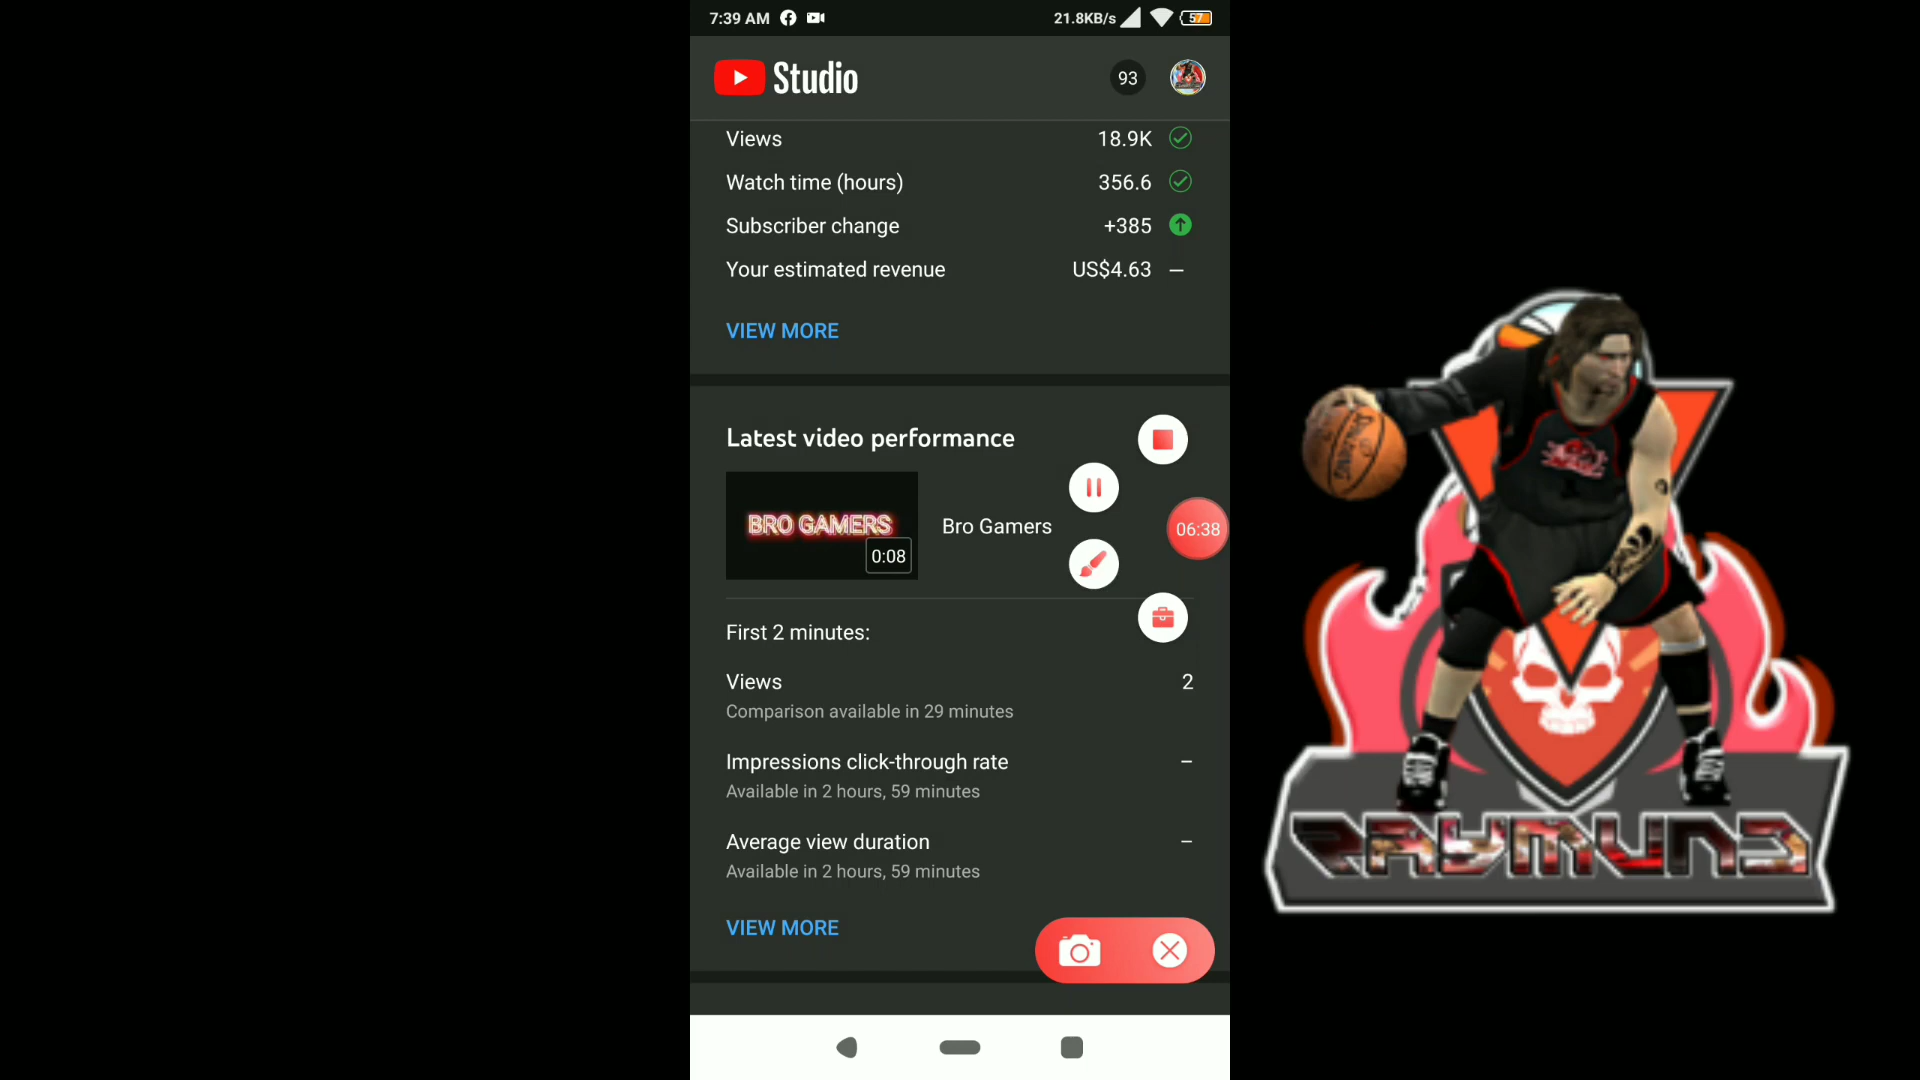 7:39 AM 21.8KB/s 57
Studio 93
Views 18.9K
Watch time (hours) 356.6
Subscriber change +385
Your estimated revenue US$4.63 –
VIEW MORE
Latest video performance
BRO GAMERS
0:08
Bro Gamers
06:38
First 2 minutes:
Views 2
Comparison available in 29 minutes
Impressions click-through rate –
Available in 2 hours, 59 minutes
Average view duration –
Available in 2 hours, 59 minutes
VIEW MORE